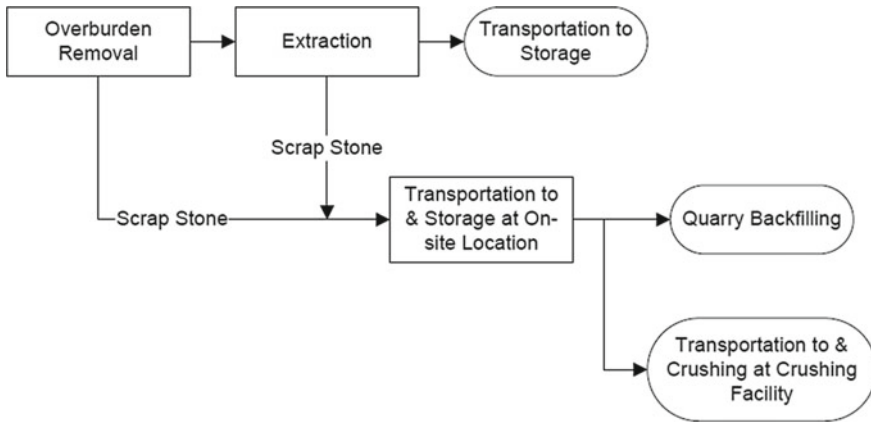 Overburden
Removal
Extraction
Transportation to
Storage
Scrap Stone
Scrap Stone
Transportation to
& Storage at On-
site Location
Quarry Backfilling
Transportation to &
Crushing at Crushing
Facility